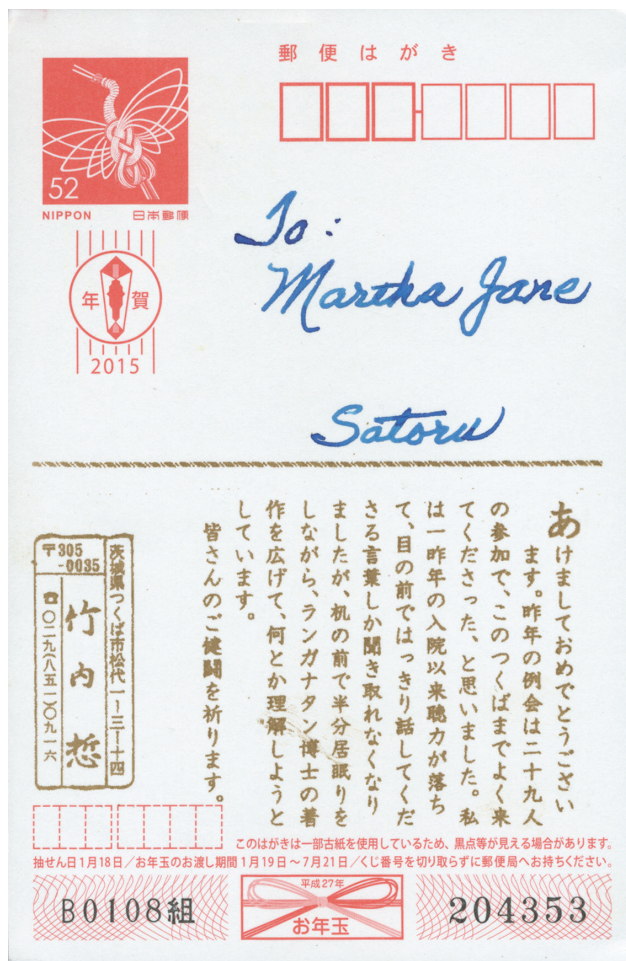 郵便はがき
52
NIPPON 日本郵便
年賀
2015
To:
Martha Jane
Satoru
あけましておめでとうござい
ます。昨年の例会は二十九人
の参加で、このつくばまでよく来
てくださった、と思いました。私
は一昨年の入院以来聴力が落ち
て、目の前ではっきり話してくだ
さる言葉しか聞き取れなくなり
ましたが、机の前で半分居眠りを
しながら、ランガナタン博士の著
作を広げて、何とか理解しようと
しています。
皆さんのご健闘を祈ります。
茨城県つくば市松代一ー三ー十四
〒305
-0035
竹内 悊
☎〇二九(八五二)〇九一六
このはがきは一部古紙を使用しているため、黒点等が見える場合があります。
抽せん日1月18日/お年玉のお渡し期間1月19日～7月21日/くじ番号を切り取らずに郵便局へお持ちください。
B0108組
平成27年
お年玉
204353